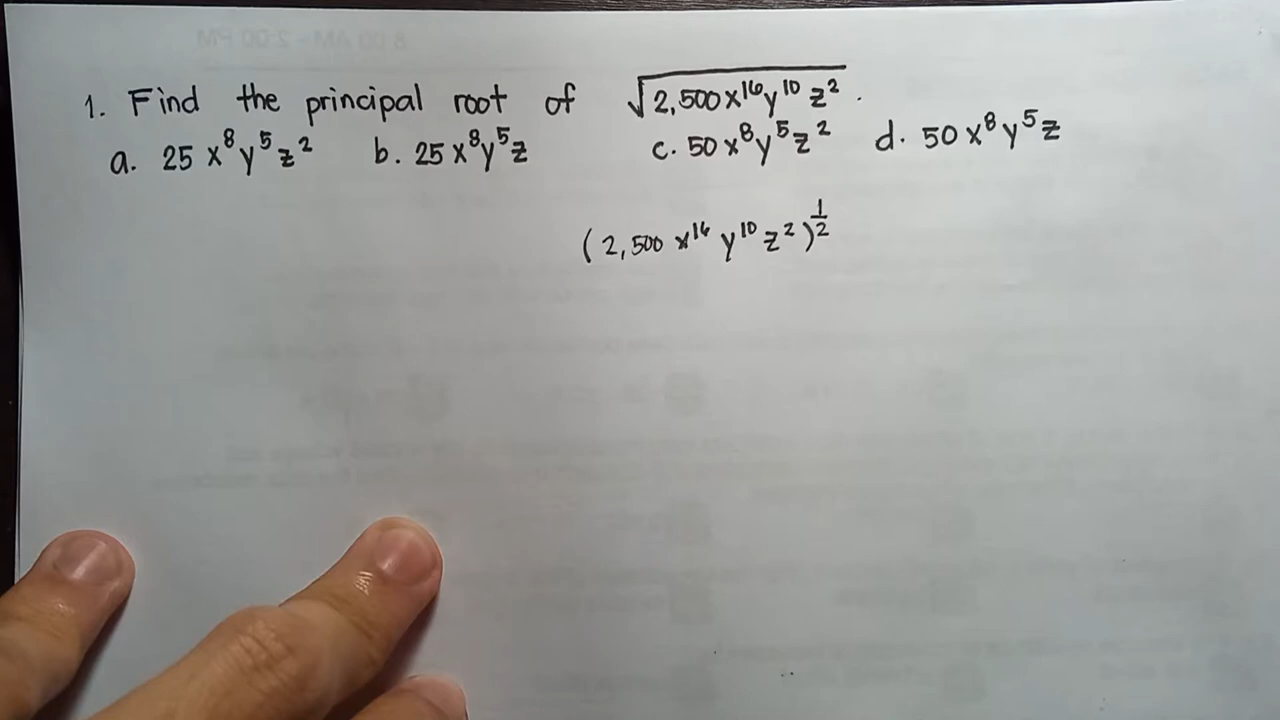 1. Find the principal root of √2,500x¹⁶y¹⁰z².
a. 25x⁸y⁵z² b. 25x⁸y⁵z c. 50x⁸y⁵z² d. 50x⁸y⁵z
(2,500x¹⁶y¹⁰z²)^½